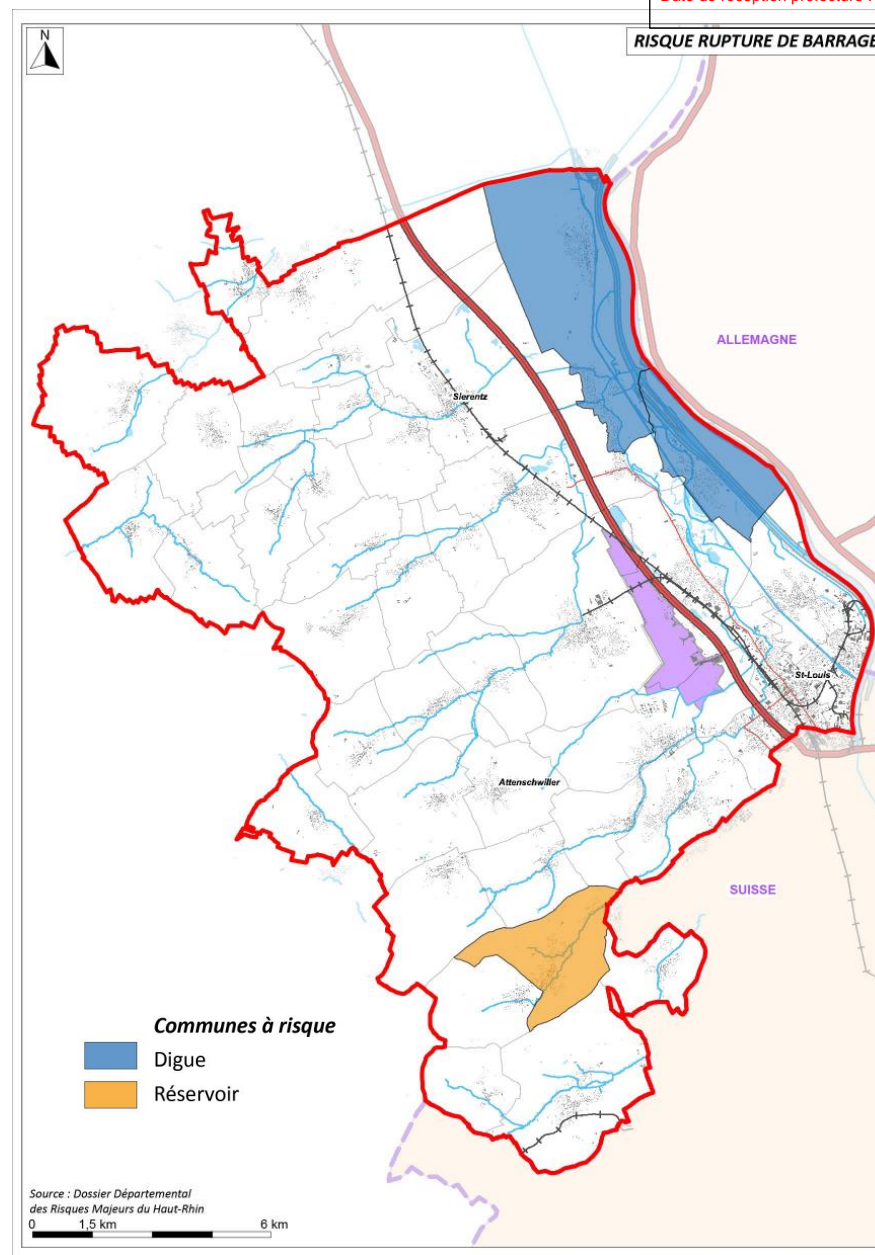 N
RISQUE RUPTURE DE BARRAGE
ALLEMAGNE
Sierentz
St-Louis
Attenschwiller
SUISSE
Communes à risque
Digue
Réservoir
Source : Dossier Départemental
des Risques Majeurs du Haut-Rhin
0 1,5 km 6 km